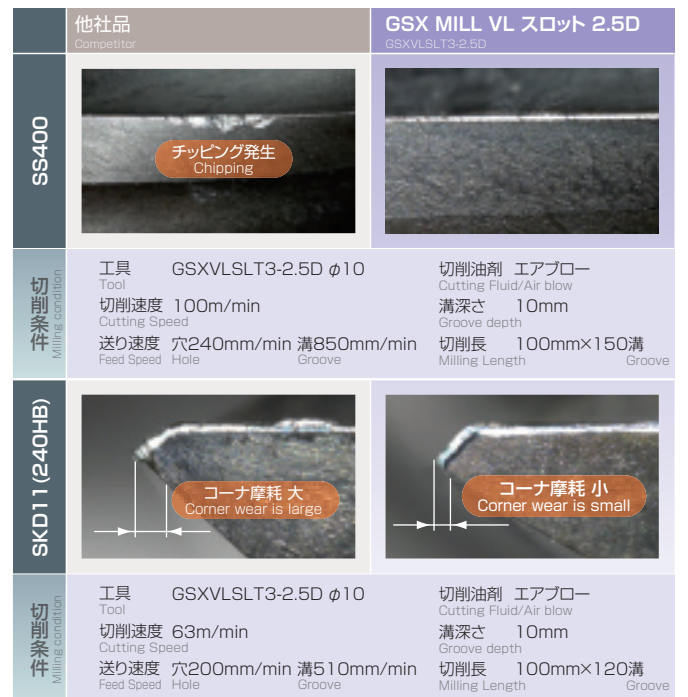 他社品
Competitor
GSX MILL VL スロット 2.5D
GSXVLSLT3-2.5D
SS400
チッピング発生
Chipping
切削条件
Milling condition
工具 GSXVLSLT3-2.5D φ10
Tool
切削速度 100m/min
Cutting Speed
送り速度 穴240mm/min 溝850mm/min
Feed Speed Hole Groove
切削油剤 エアブロー
Cutting Fluid/Air blow
溝深さ 10mm
Groove depth
切削長 100mm×150溝
Milling Length Groove
SKD11(240HB)
コーナ摩耗 大
Corner wear is large
コーナ摩耗 小
Corner wear is small
切削条件
Milling condition
工具 GSXVLSLT3-2.5D φ10
Tool
切削速度 63m/min
Cutting Speed
送り速度 穴200mm/min 溝510mm/min
Feed Speed Hole Groove
切削油剤 エアブロー
Cutting Fluid/Air blow
溝深さ 10mm
Groove depth
切削長 100mm×120溝
Milling Length Groove